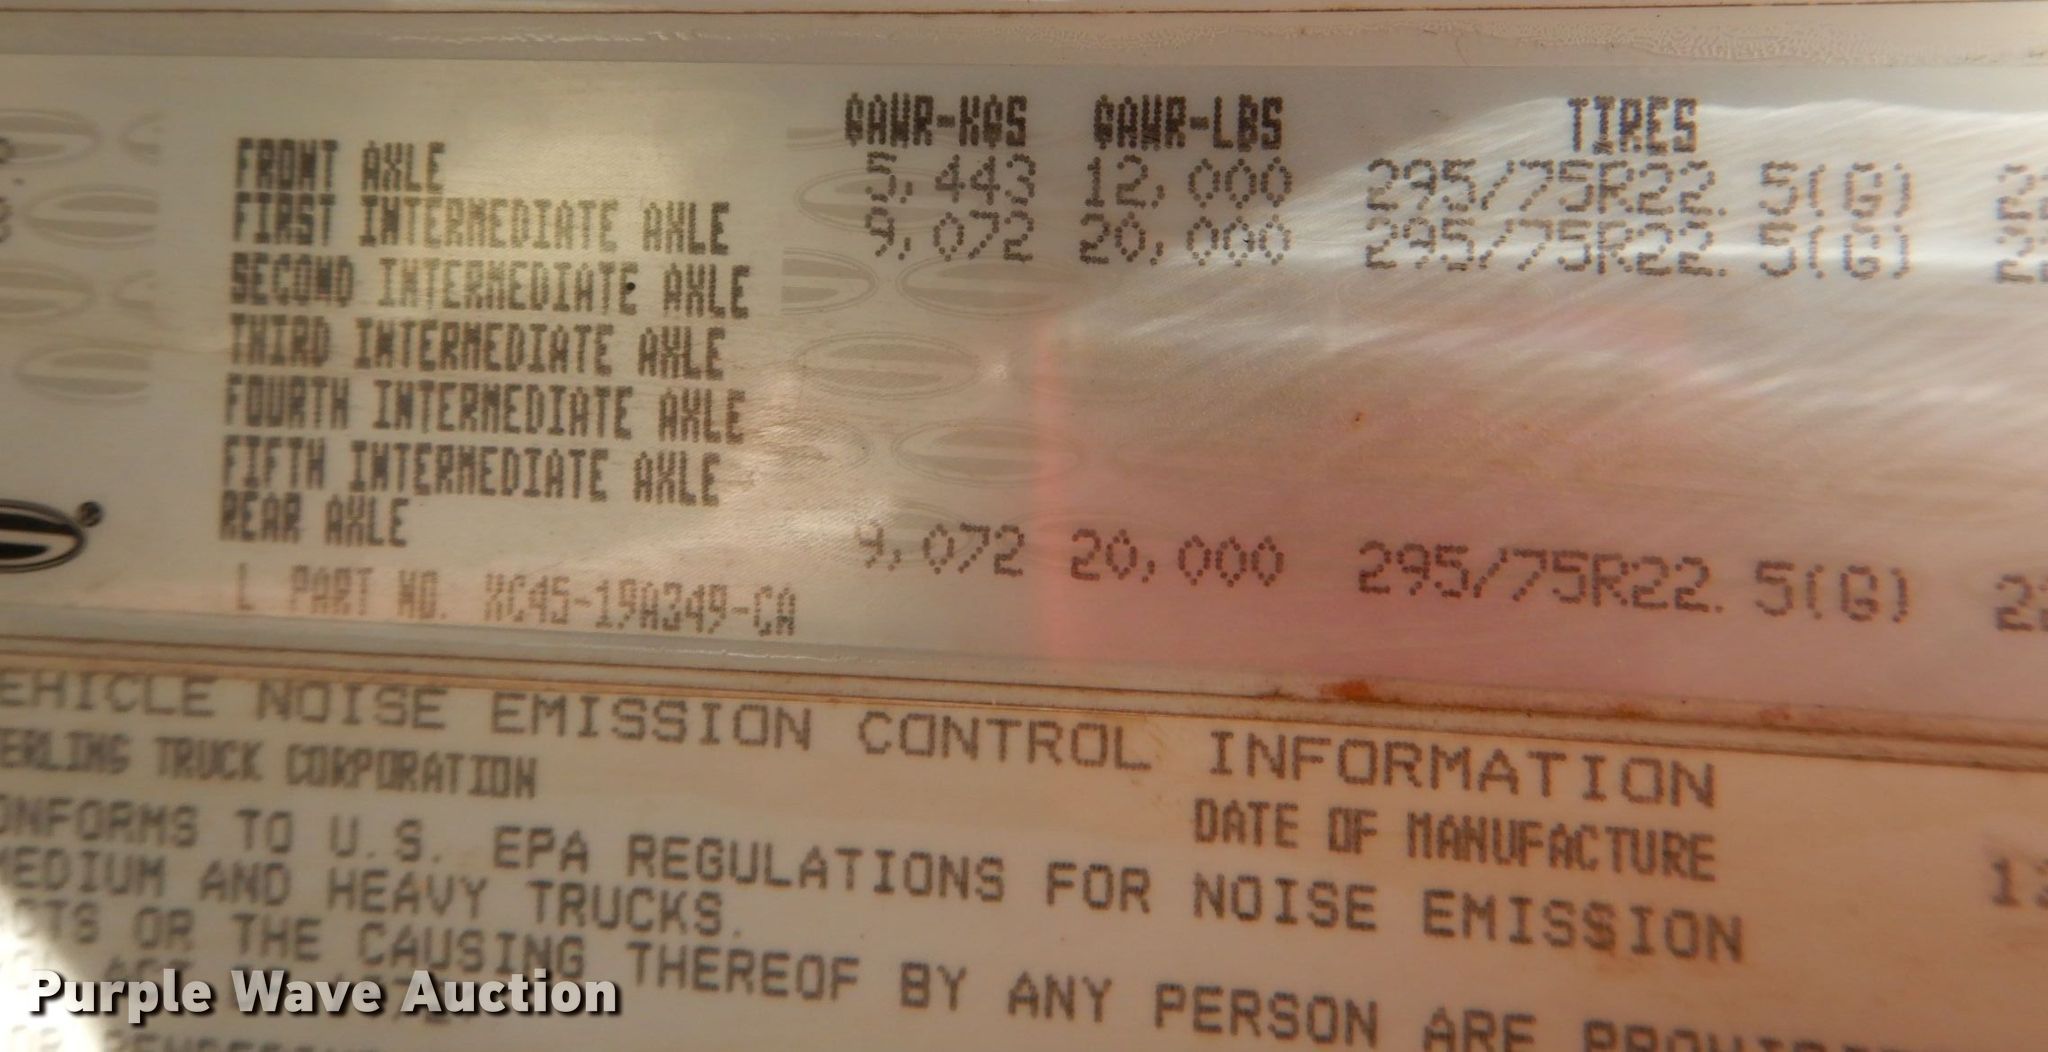 GAWR-KGS GAWR-LBS TIRES
FRONT AXLE 5,443 12,000 295/75R22.5(G)
FIRST INTERMEDIATE AXLE 9,072 20,000 295/75R22.5(G)
SECOND INTERMEDIATE AXLE
THIRD INTERMEDIATE AXLE
FOURTH INTERMEDIATE AXLE
FIFTH INTERMEDIATE AXLE
REAR AXLE 9,072 20,000 295/75R22.5(G)
L PART NO. XC45-19A349-CA
EHICLE NOISE EMISSION CONTROL INFORMATION
ERLING TRUCK CORPORATION
DATE OF MANUFACTURE
ONFORMS TO U.S. EPA REGULATIONS FOR NOISE EMISSION
MEDIUM AND HEAVY TRUCKS.
CTS OR THE CAUSING THEREOF BY ANY PERSON ARE
Purple Wave Auction